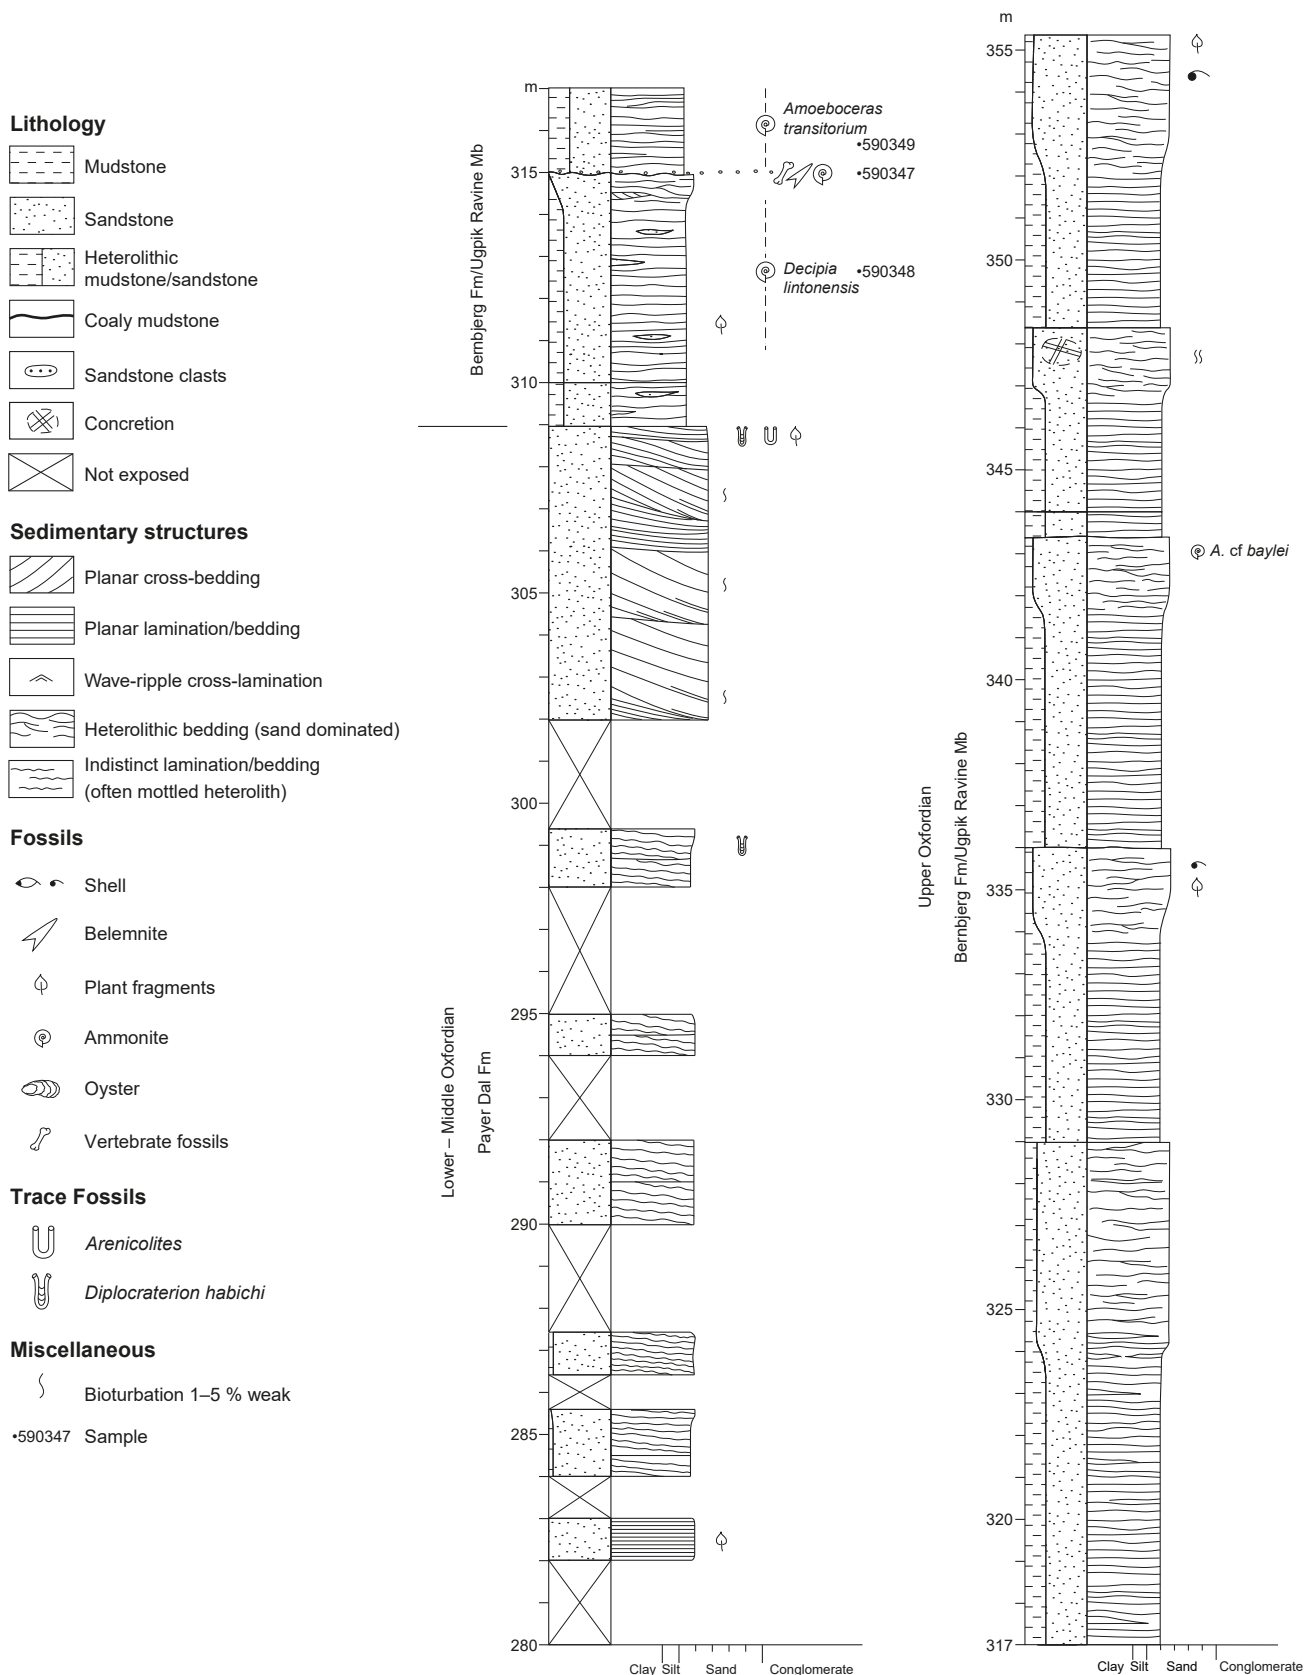 Lithology
Mudstone
Sandstone
Heterolithic
mudstone/sandstone
Coaly mudstone
Sandstone clasts
Concretion
Not exposed
Sedimentary structures
Planar cross-bedding
Planar lamination/bedding
Wave-ripple cross-lamination
Heterolithic bedding (sand dominated)
Indistinct lamination/bedding
(often mottled heterolith)
Fossils
Shell
Belemnite
Plant fragments
Ammonite
Oyster
Vertebrate fossils
Trace Fossils
Arenicolites
Diplocraterion habichi
Miscellaneous
Bioturbation 1–5 % weak
•590347 Sample
m
315
310
305
300
295
290
285
280
Bernbjerg Fm/Ugpik Ravine Mb
Lower – Middle Oxfordian
Payer Dal Fm
Amoeboceras
transitorium
•590349
•590347
Decipia
lintonensis
•590348
Clay Silt Sand Conglomerate
m
355
350
345
340
335
330
325
320
317
Upper Oxfordian
Bernbjerg Fm/Ugpik Ravine Mb
A. cf baylei
Clay Silt Sand Conglomerate